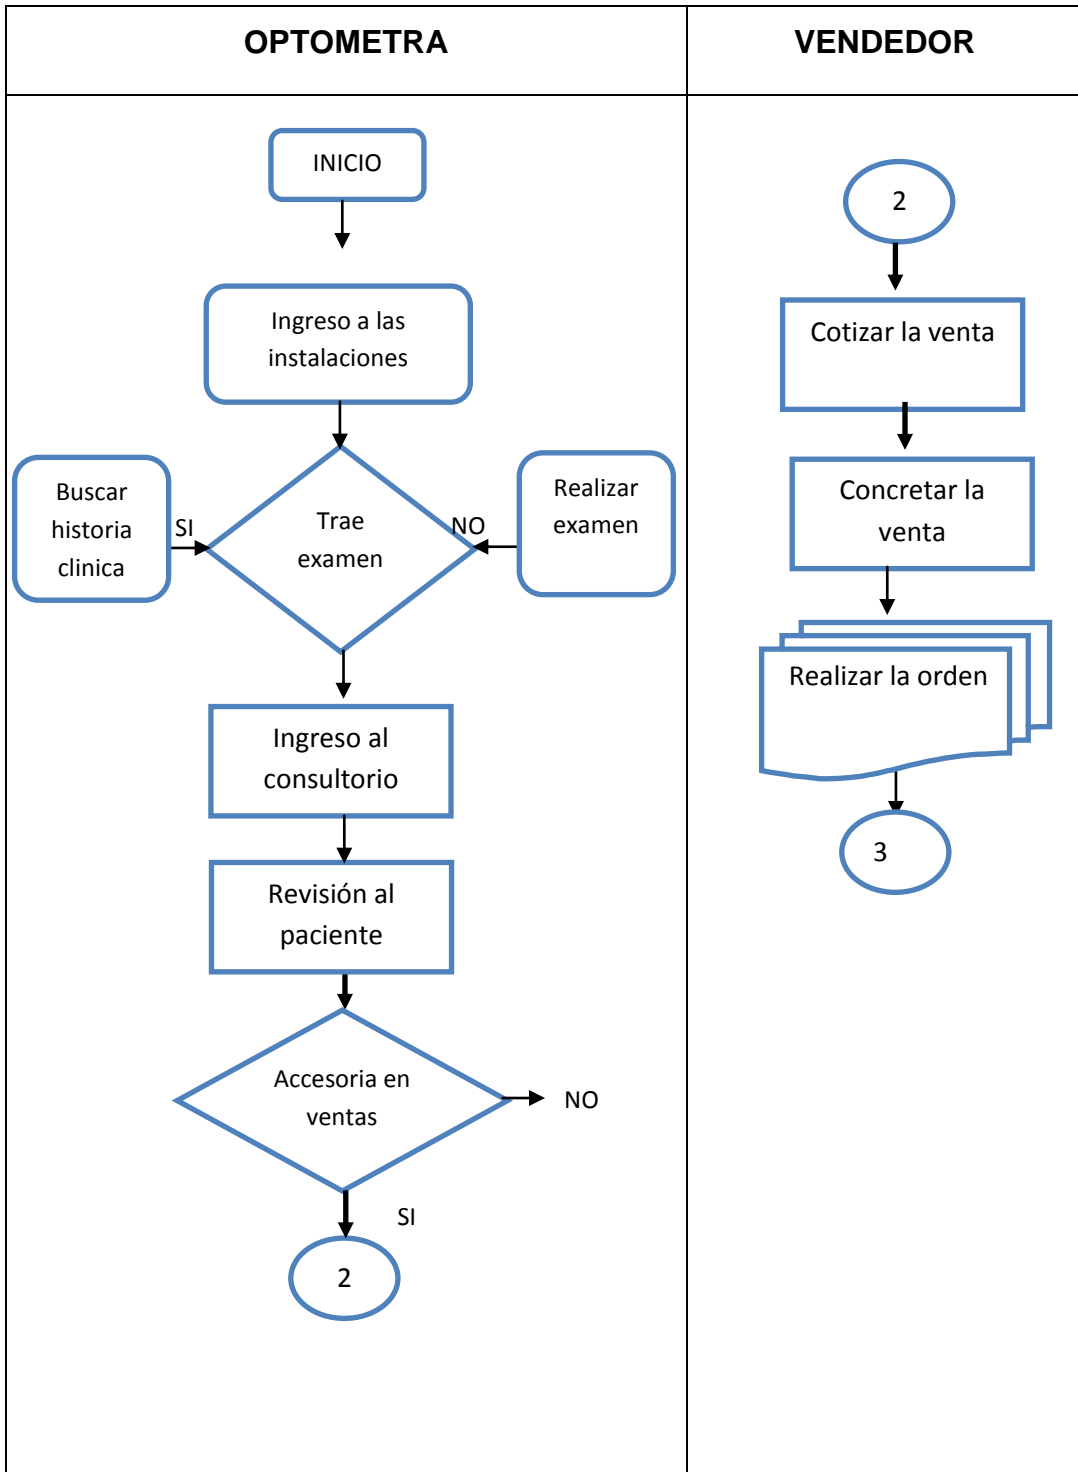 OPTOMETRA
VENDEDOR
INICIO
Ingreso a las
instalaciones
Buscar
historia
clinica
SI
Trae
examen
NO
Realizar
examen
Ingreso al
consultorio
Revisión al
paciente
Accesoria en
ventas
NO
SI
2
2
Cotizar la venta
Concretar la
venta
Realizar la orden
3